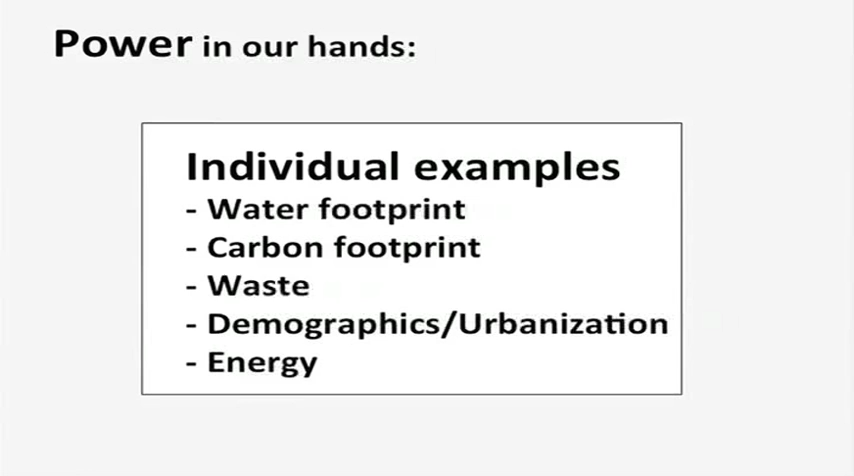 Power in our hands:
Individual examples
- Water footprint
- Carbon footprint
- Waste
- Demographics/Urbanization
- Energy